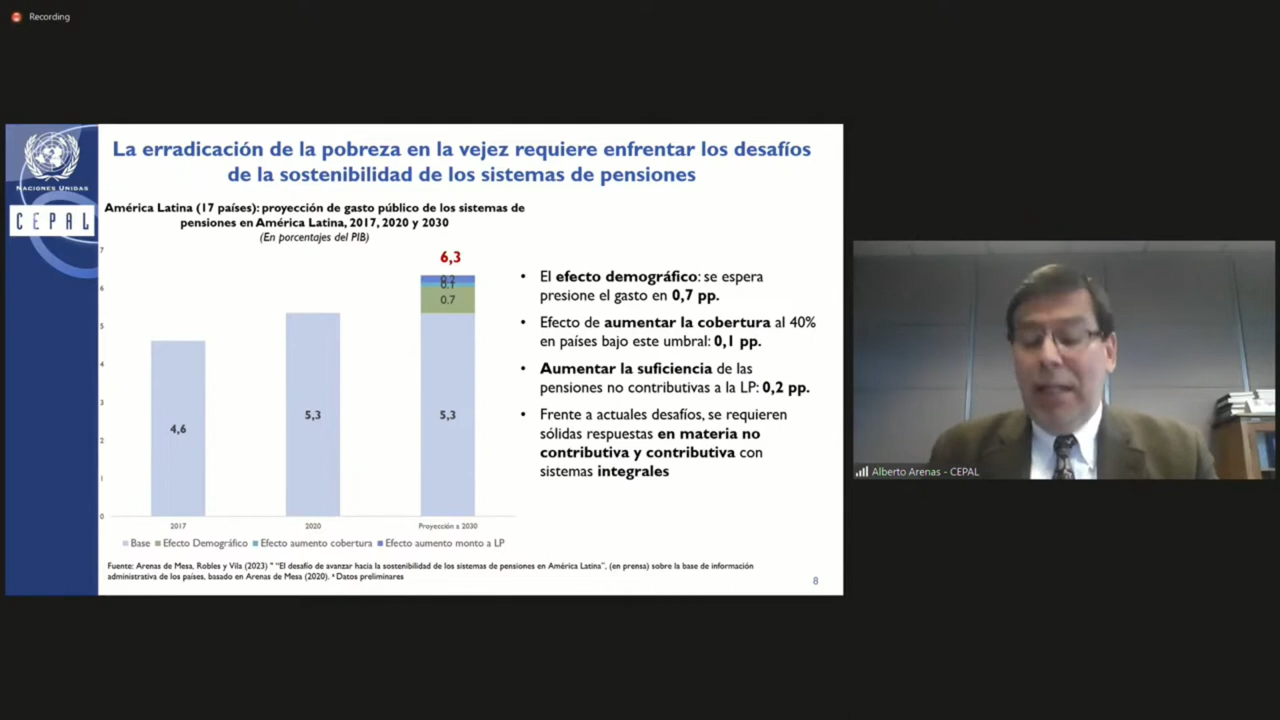 Recording
La erradicación de la pobreza en la vejez requiere enfrentar los desafíos
de la sostenibilidad de los sistemas de pensiones
NACIONES UNIDAS
CEPAL
América Latina (17 países): proyección de gasto público de los sistemas de
pensiones en América Latina, 2017, 2020 y 2030
(En porcentajes del PIB)
7
6
5
4
3
2
1
0
6,3
0.2
0.1
0.7
4,6
5,3
5,3
2017
2020
Proyección a 2030
Base
Efecto Demográfico
Efecto aumento cobertura
Efecto aumento monto a LP
• El efecto demográfico: se espera
presione el gasto en 0,7 pp.
• Efecto de aumentar la cobertura al 40%
en países bajo este umbral: 0,1 pp.
• Aumentar la suficiencia de las
pensiones no contributivas a la LP: 0,2 pp.
• Frente a actuales desafíos, se requieren
sólidas respuestas en materia no
contributiva y contributiva con
sistemas integrales
Fuente: Arenas de Mesa, Robles y Vila (2023) " "El desafío de avanzar hacia la sostenibilidad de los sistemas de pensiones en América Latina", (en prensa) sobre la base de información
administrativa de los países, basado en Arenas de Mesa (2020). ª Datos preliminares
8
Alberto Arenas - CEPAL